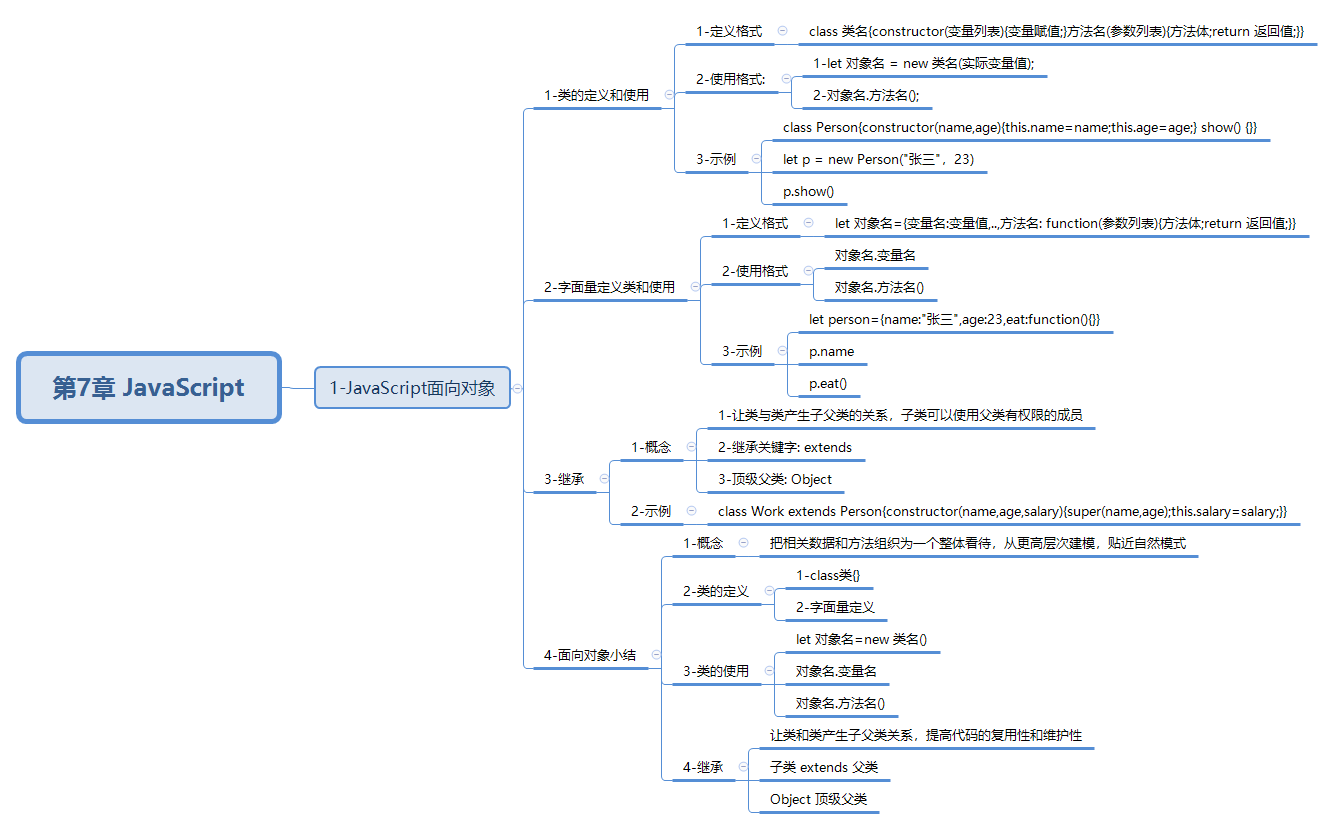 第7章 JavaScript
1-JavaScript面向对象
1-类的定义和使用
1-定义格式
class 类名{constructor(变量列表){变量赋值;}方法名(参数列表){方法体;return 返回值;}}
2-使用格式:
1-let 对象名 = new 类名(实际变量值);
2-对象名.方法名();
3-示例
class Person{constructor(name,age){this.name=name;this.age=age;} show() {}}
let p = new Person("张三", 23)
p.show()
2-字面量定义类和使用
1-定义格式
let 对象名={变量名:变量值,..,方法名: function(参数列表){方法体;return 返回值;}}
2-使用格式
对象名.变量名
对象名.方法名()
3-示例
let person={name:"张三",age:23,eat:function(){}}
p.name
p.eat()
3-继承
1-概念
1-让类与类产生子父类的关系，子类可以使用父类有权限的成员
2-继承关键字: extends
3-顶级父类: Object
2-示例
class Work extends Person{constructor(name,age,salary){super(name,age);this.salary=salary;}}
4-面向对象小结
1-概念
把相关数据和方法组织为一个整体看待，从更高层次建模，贴近自然模式
2-类的定义
1-class类{}
2-字面量定义
3-类的使用
let 对象名=new 类名()
对象名.变量名
对象名.方法名()
4-继承
让类和类产生子父类关系，提高代码的复用性和维护性
子类 extends 父类
Object 顶级父类